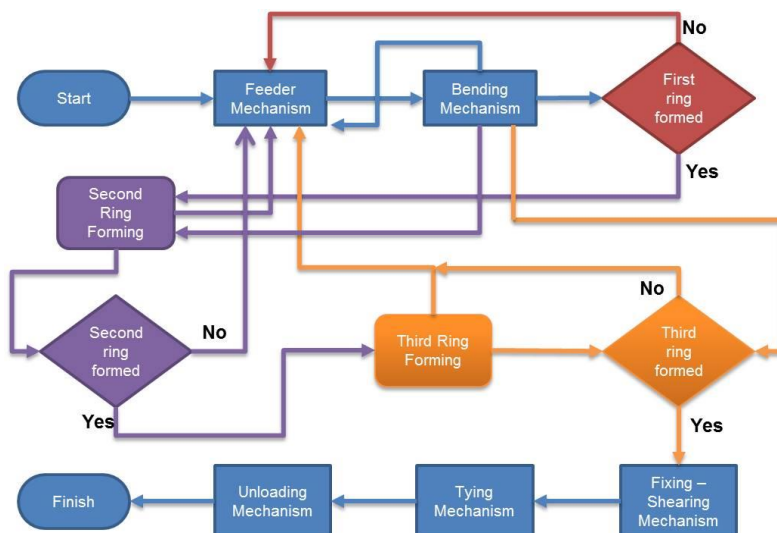 No
Start
Feeder
Mechanism
Bending
Mechanism
First
ring
formed
Yes
Second
Ring
Forming
No
Second
ring
formed
No
Third Ring
Forming
Third
ring
formed
Yes
Yes
Finish
Unloading
Mechanism
Tying
Mechanism
Fixing –
Shearing
Mechanism